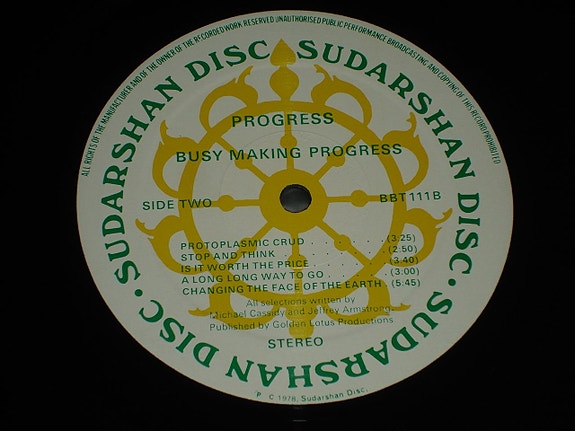 ALL RIGHTS OF THE MANUFACTURER AND OF THE OWNER OF THE RECORDED WORK RESERVED UNAUTHORISED PUBLIC PERFORMANCE BROADCASTING AND COPYING OF THIS RECORD PROHIBITED
SUDARSHAN DISC · SUDARSHAN DISC · SUDARSHAN DISC ·
PROGRESS
BUSY MAKING PROGRESS
SIDE TWO BBT 111B
PROTOPLASMIC CRUD . . . . . . . (3:25)
STOP AND THINK . . . . . . . . (2:50)
IS IT WORTH THE PRICE . . . . . . (3:40)
A LONG LONG WAY TO GO . . . . . (3:00)
CHANGING THE FACE OF THE EARTH . (5:45)
All selections written by
Michael Cassidy and Jeffrey Armstrong.
Published by Golden Lotus Productions.
STEREO
P C 1978, Sudarshan Disc.